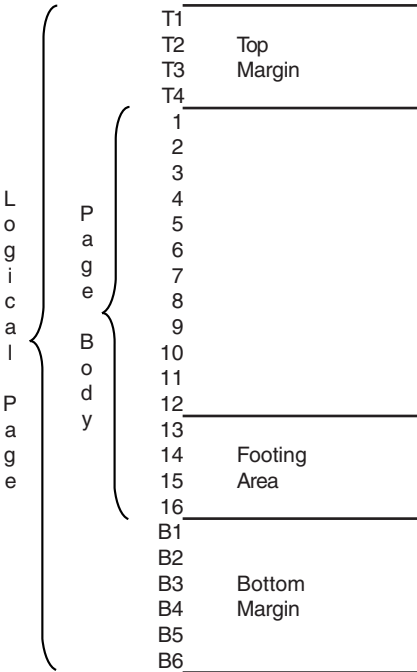 Logical Page
Page Body
T1
T2 Top
T3 Margin
T4
1
2
3
4
5
6
7
8
9
10
11
12
13
14 Footing
15 Area
16
B1
B2
B3 Bottom
B4 Margin
B5
B6